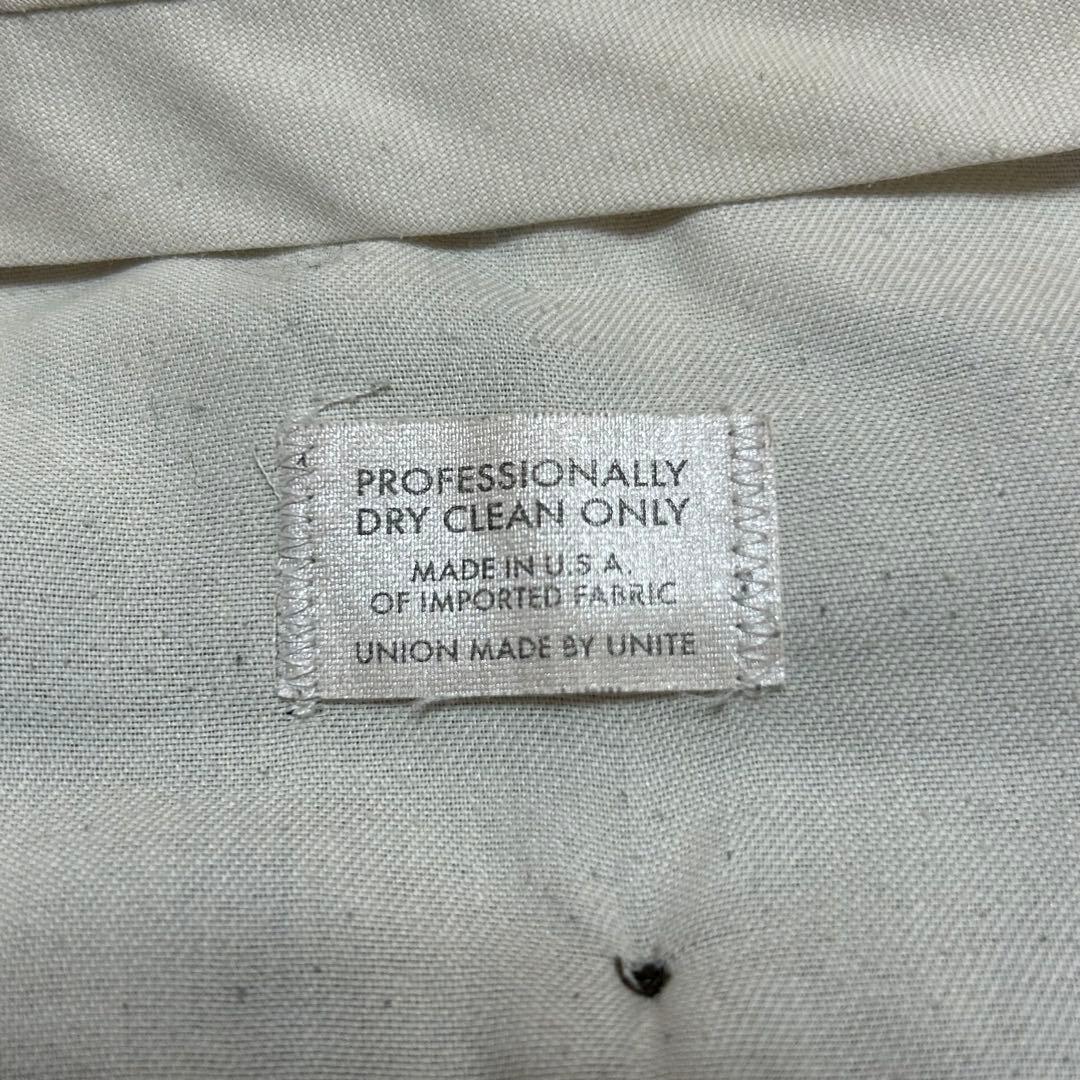 PROFESSIONALLY
DRY CLEAN ONLY
MADE IN U.S A.
OF IMPORTED FABRIC
UNION MADE BY UNITE